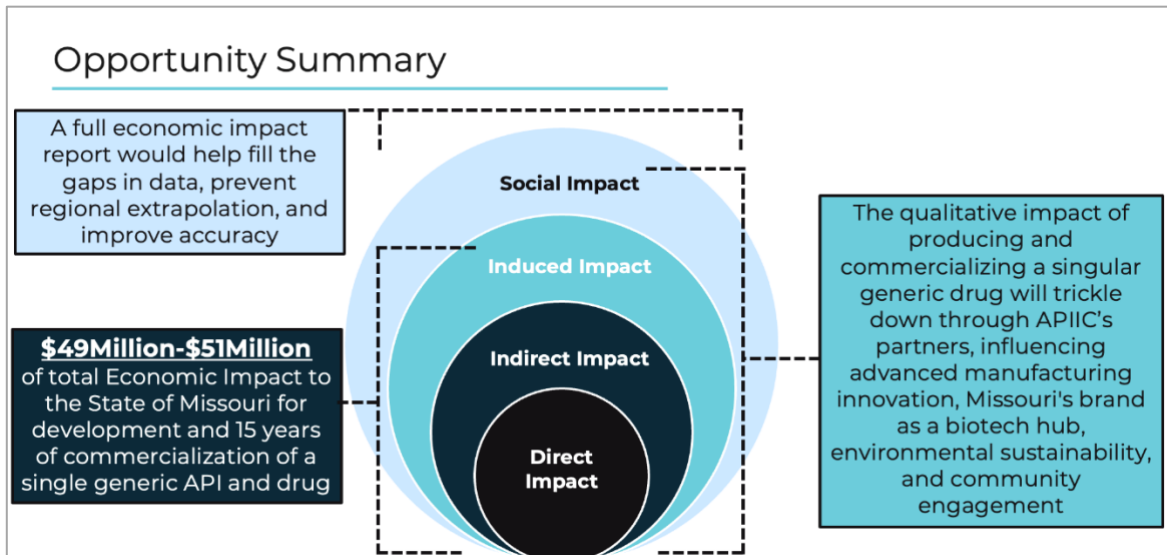 Opportunity Summary
A full economic impact
report would help fill the
gaps in data, prevent
regional extrapolation, and
improve accuracy
$49Million-$51Million
of total Economic Impact to
the State of Missouri for
development and 15 years
of commercialization of a
single generic API and drug
Social Impact
Induced Impact
Indirect Impact
Direct
Impact
The qualitative impact of
producing and
commercializing a singular
generic drug will trickle
down through APIIC’s
partners, influencing
advanced manufacturing
innovation, Missouri's brand
as a biotech hub,
environmental sustainability,
and community
engagement